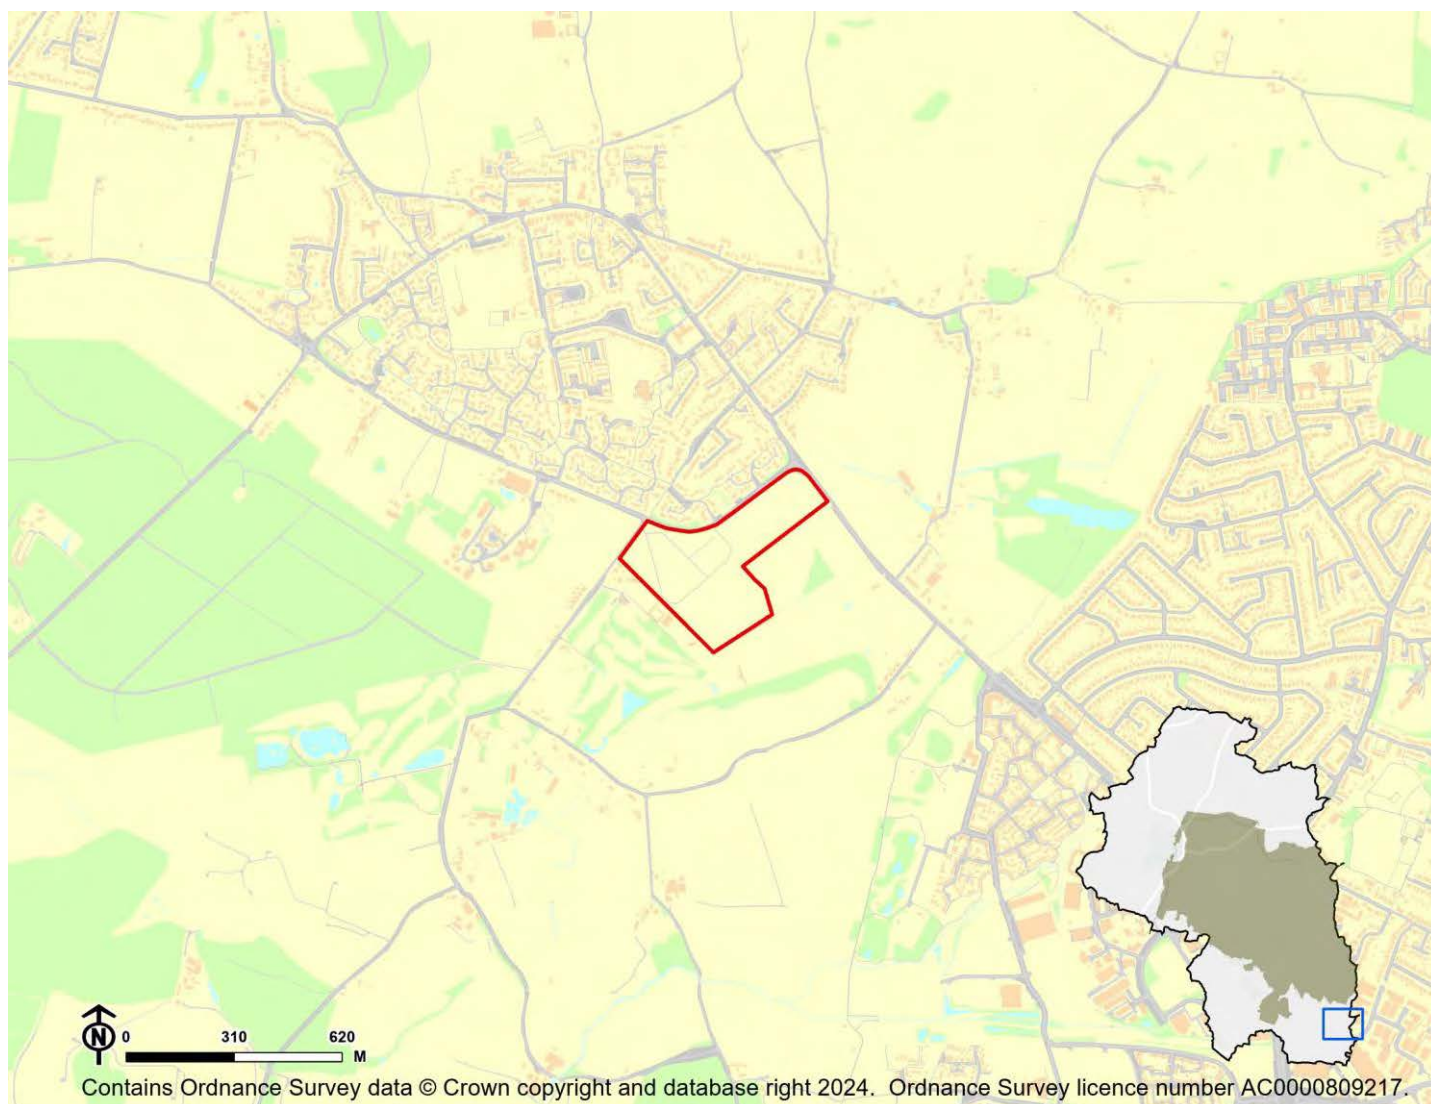 N
0 310 620
M
Contains Ordnance Survey data © Crown copyright and database right 2024. Ordnance Survey licence number AC0000809217.